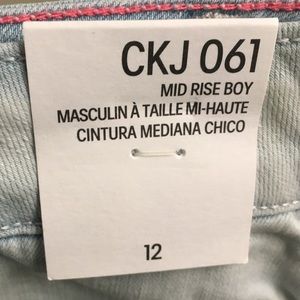 CKJ 061
MID RISE BOY
MASCULIN À TAILLE MI-HAUTE
CINTURA MEDIANA CHICO
12